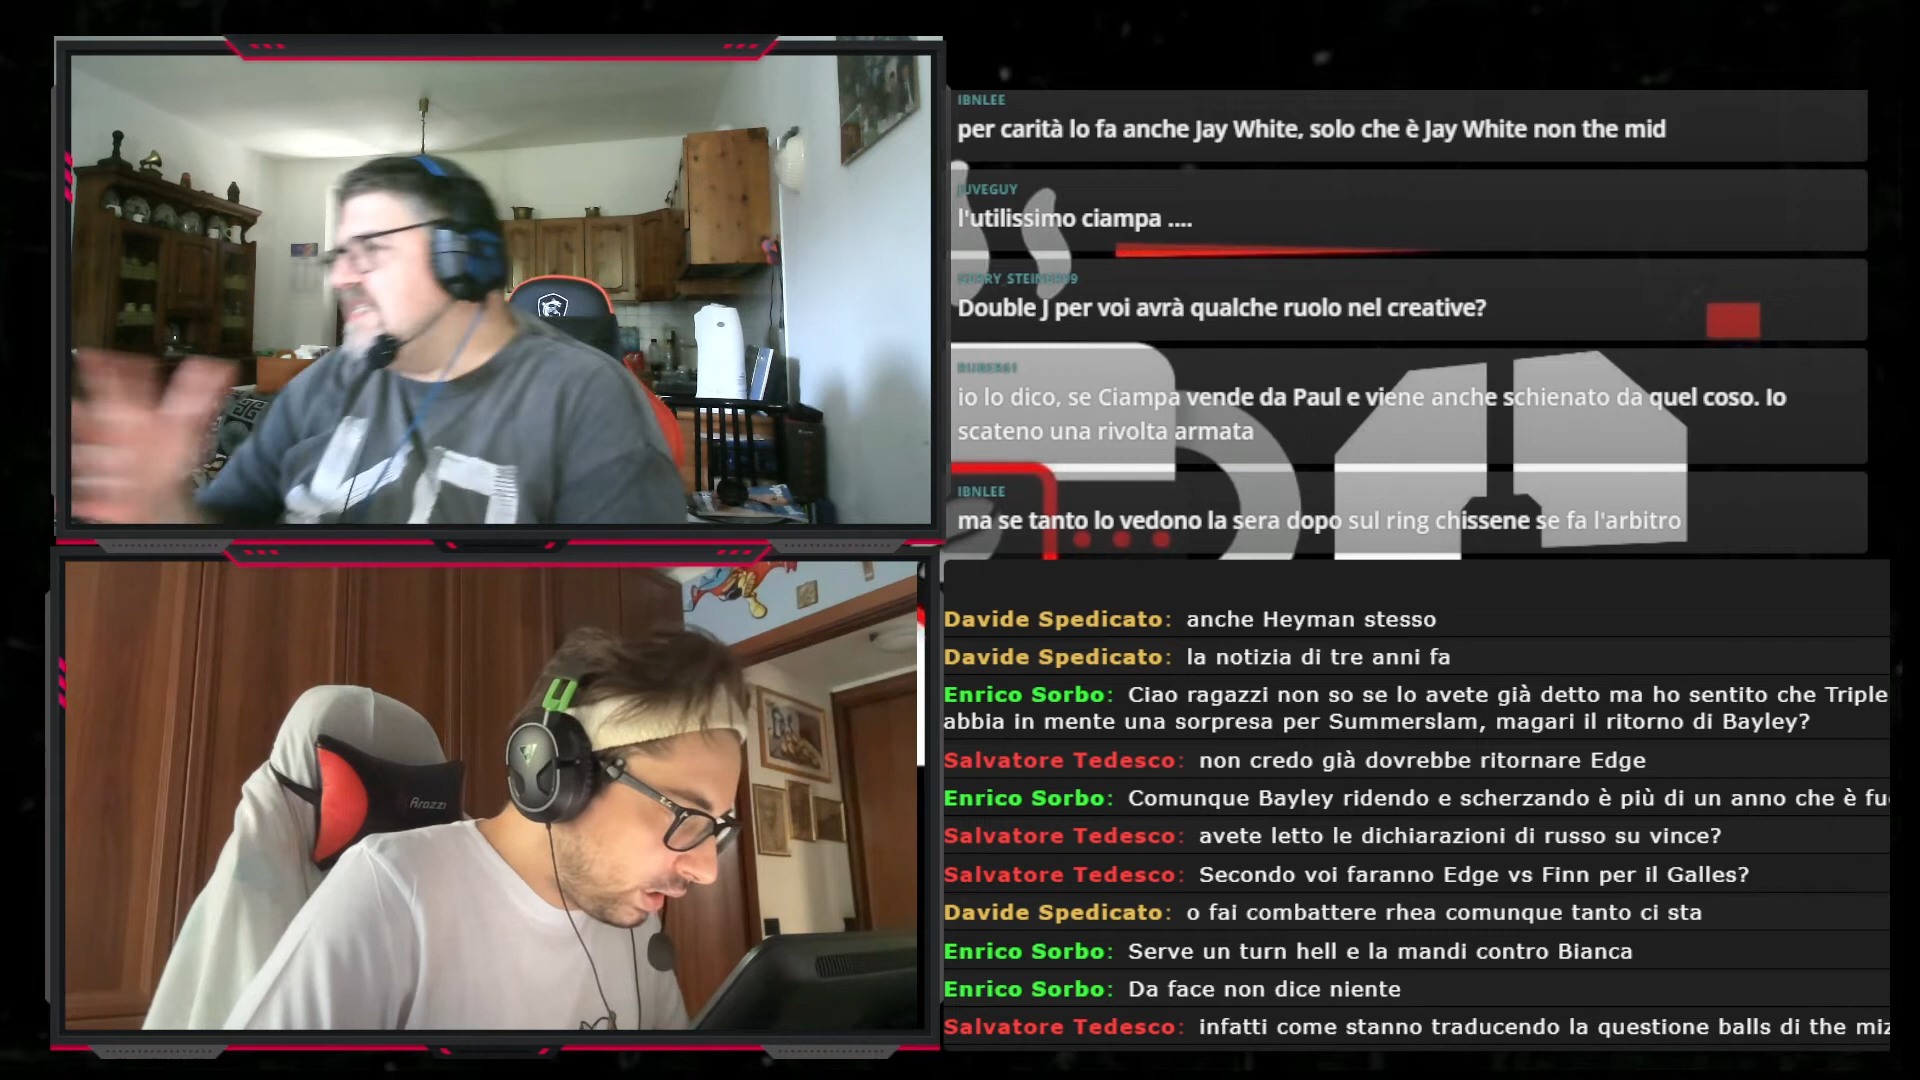 IBNLEE
per carità lo fa anche Jay White, solo che è Jay White non the mid
JUVEGUY
l'utilissimo ciampa ....
Double J per voi avrà qualche ruolo nel creative?
io lo dico, se Ciampa vende da Paul e viene anche schienato da quel coso. Io
scateno una rivolta armata
IBNLEE
ma se tanto lo vedono la sera dopo sul ring chissene se fa l'arbitro
Davide Spedicato: anche Heyman stesso
Davide Spedicato: la notizia di tre anni fa
Enrico Sorbo: Ciao ragazzi non so se lo avete già detto ma ho sentito che Triple
abbia in mente una sorpresa per Summerslam, magari il ritorno di Bayley?
Salvatore Tedesco: non credo già dovrebbe ritornare Edge
Enrico Sorbo: Comunque Bayley ridendo e scherzando è più di un anno che è fu
Salvatore Tedesco: avete letto le dichiarazioni di russo su vince?
Salvatore Tedesco: Secondo voi faranno Edge vs Finn per il Galles?
Davide Spedicato: o fai combattere rhea comunque tanto ci sta
Enrico Sorbo: Serve un turn hell e la mandi contro Bianca
Enrico Sorbo: Da face non dice niente
Salvatore Tedesco: infatti come stanno traducendo la questione balls di the miz
Arozzi